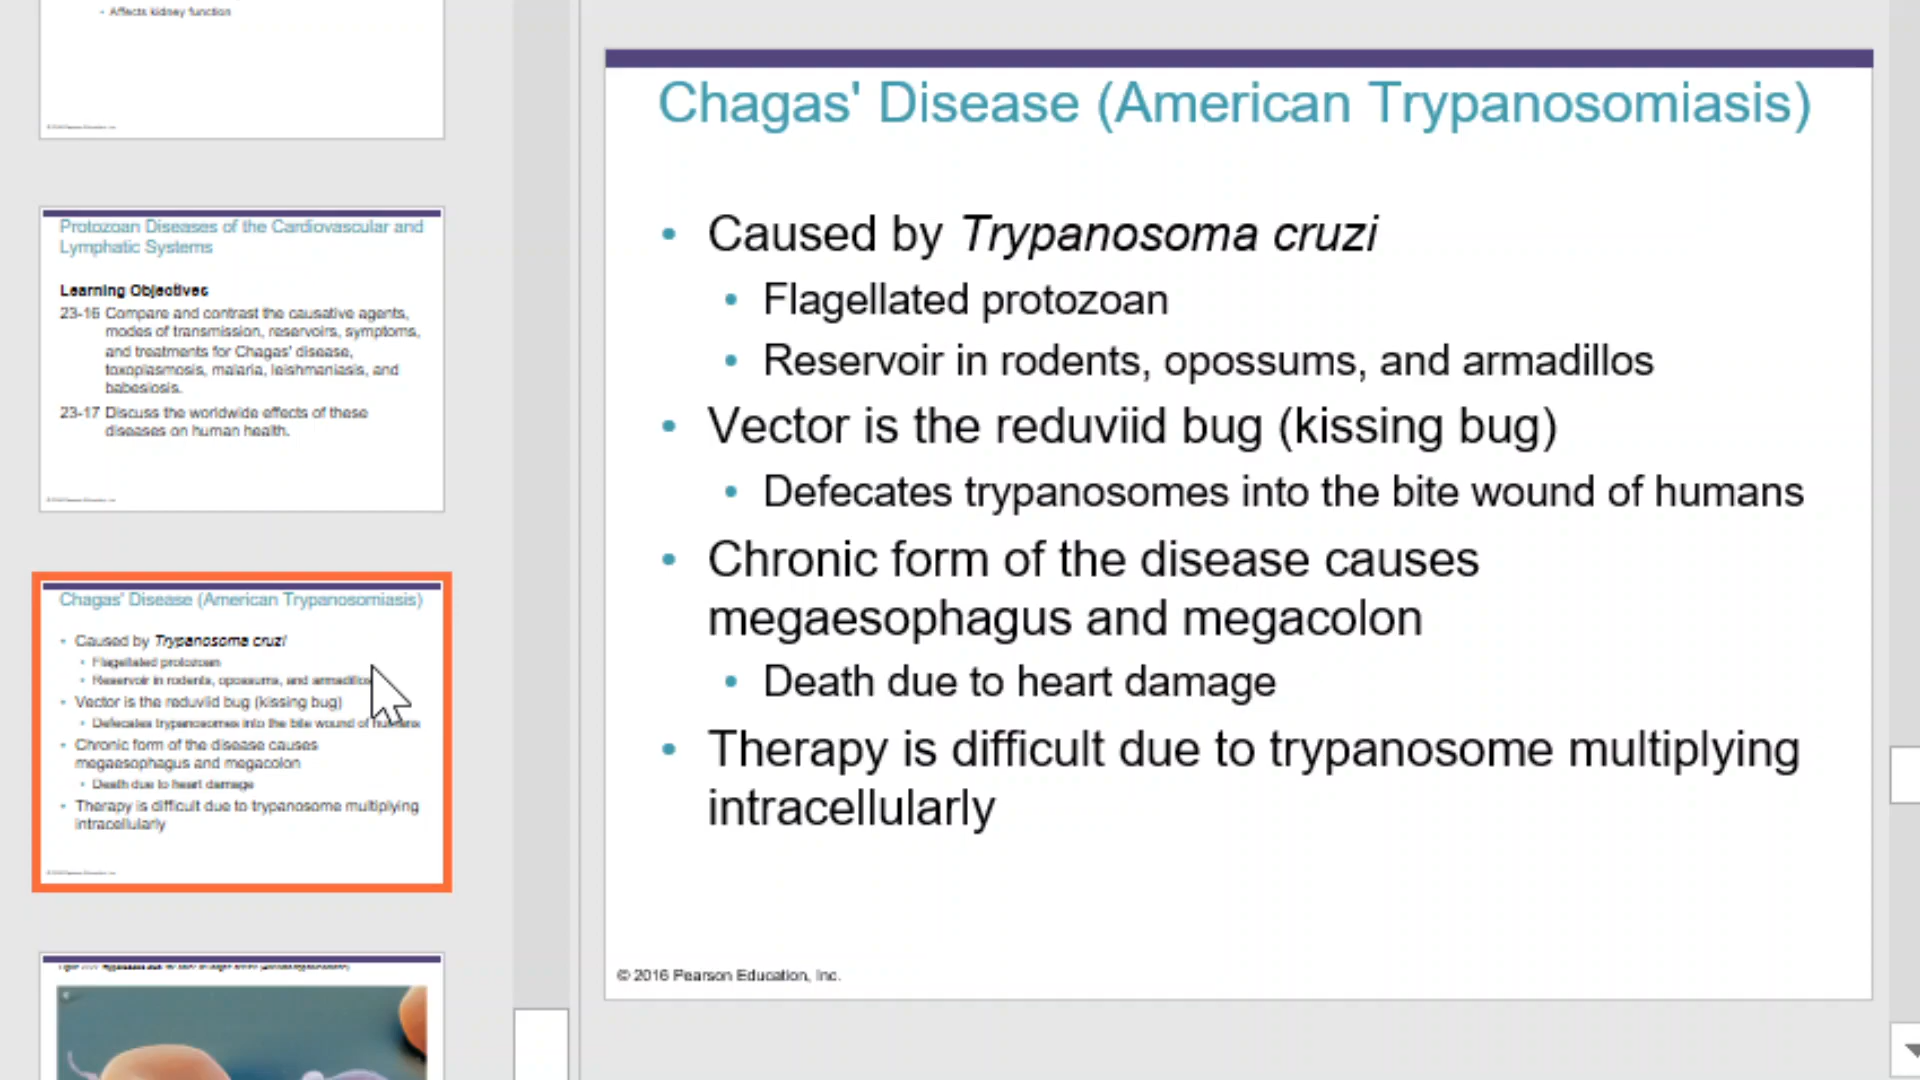 • Affects kidney function
Protozoan Diseases of the Cardiovascular and
Lymphatic Systems
Learning Objectives
23-16 Compare and contrast the causative agents,
modes of transmission, reservoirs, symptoms,
and treatments for Chagas' disease,
toxoplasmosis, malaria, leishmaniasis, and
babesiosis.
23-17 Discuss the worldwide effects of these
diseases on human health.
Chagas' Disease (American Trypanosomiasis)
• Caused by Trypanosoma cruzi
• Flagellated protozoan
• Reservoir in rodents, opossums, and armadillos
• Vector is the reduviid bug (kissing bug)
• Defecates trypanosomes into the bite wound of humans
• Chronic form of the disease causes
megaesophagus and megacolon
• Death due to heart damage
• Therapy is difficult due to trypanosome multiplying
intracellularly
Chagas' Disease (American Trypanosomiasis)
• Caused by Trypanosoma cruzi
• Flagellated protozoan
• Reservoir in rodents, opossums, and armadillos
• Vector is the reduviid bug (kissing bug)
• Defecates trypanosomes into the bite wound of humans
• Chronic form of the disease causes
megaesophagus and megacolon
• Death due to heart damage
• Therapy is difficult due to trypanosome multiplying
intracellularly
© 2016 Pearson Education, Inc.